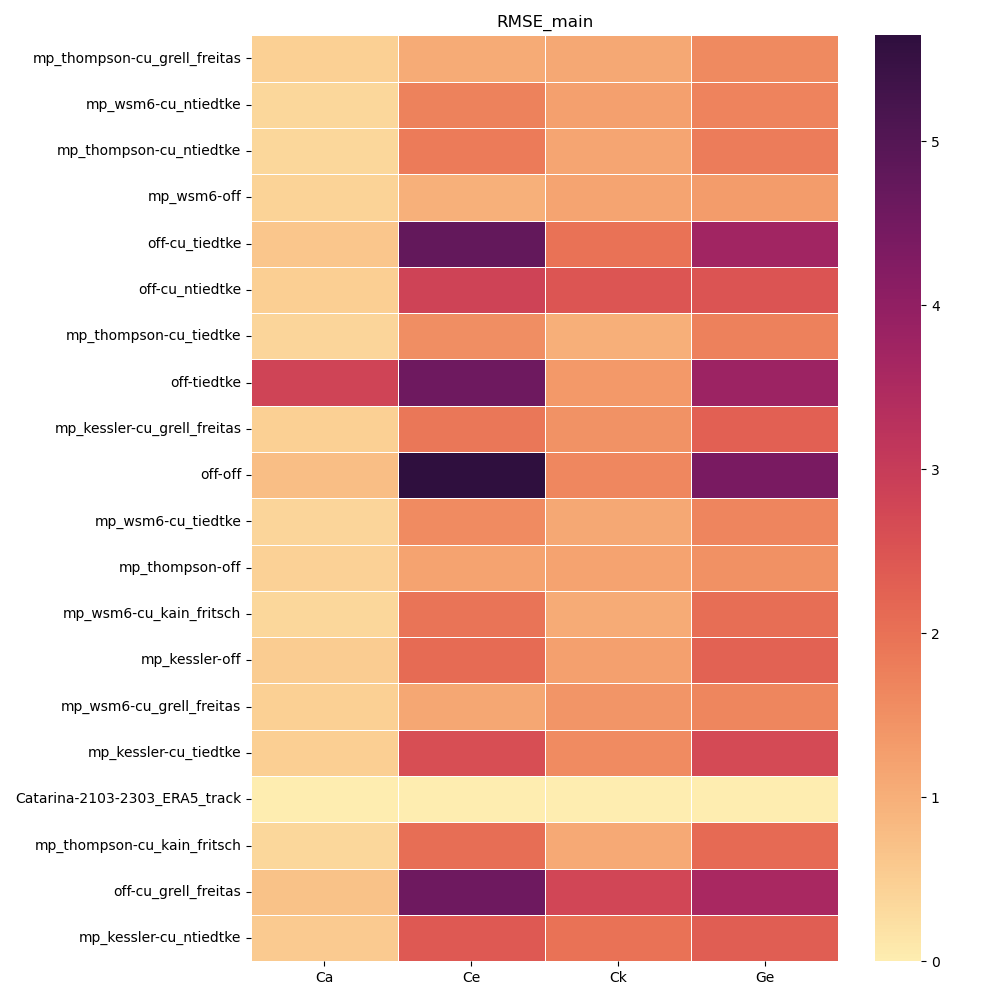 RMSE_main
mp_thompson-cu_grell_freitas
mp_wsm6-cu_ntiedtke
mp_thompson-cu_ntiedtke
mp_wsm6-off
off-cu_tiedtke
off-cu_ntiedtke
mp_thompson-cu_tiedtke
off-tiedtke
mp_kessler-cu_grell_freitas
off-off
mp_wsm6-cu_tiedtke
mp_thompson-off
mp_wsm6-cu_kain_fritsch
mp_kessler-off
mp_wsm6-cu_grell_freitas
mp_kessler-cu_tiedtke
Catarina-2103-2303_ERA5_track
mp_thompson-cu_kain_fritsch
off-cu_grell_freitas
mp_kessler-cu_ntiedtke
Ca Ce Ck Ge
5
4
3
2
1
0